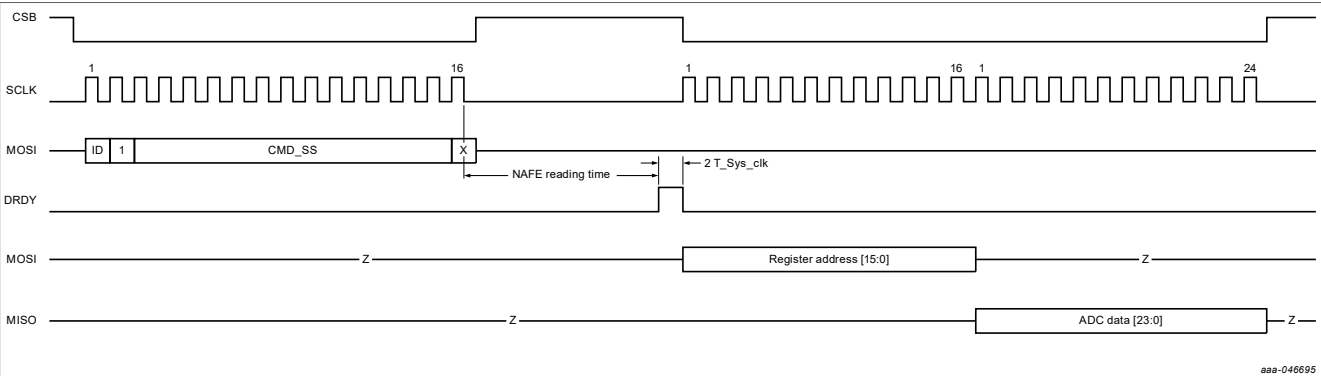 CSB
1 16 1 16 1 24
SCLK
MOSI ID 1 CMD_SS X
2 T_Sys_clk
NAFE reading time
DRDY
MOSI Z Register address [15:0] Z
MISO Z ADC data [23:0] Z
aaa-046695